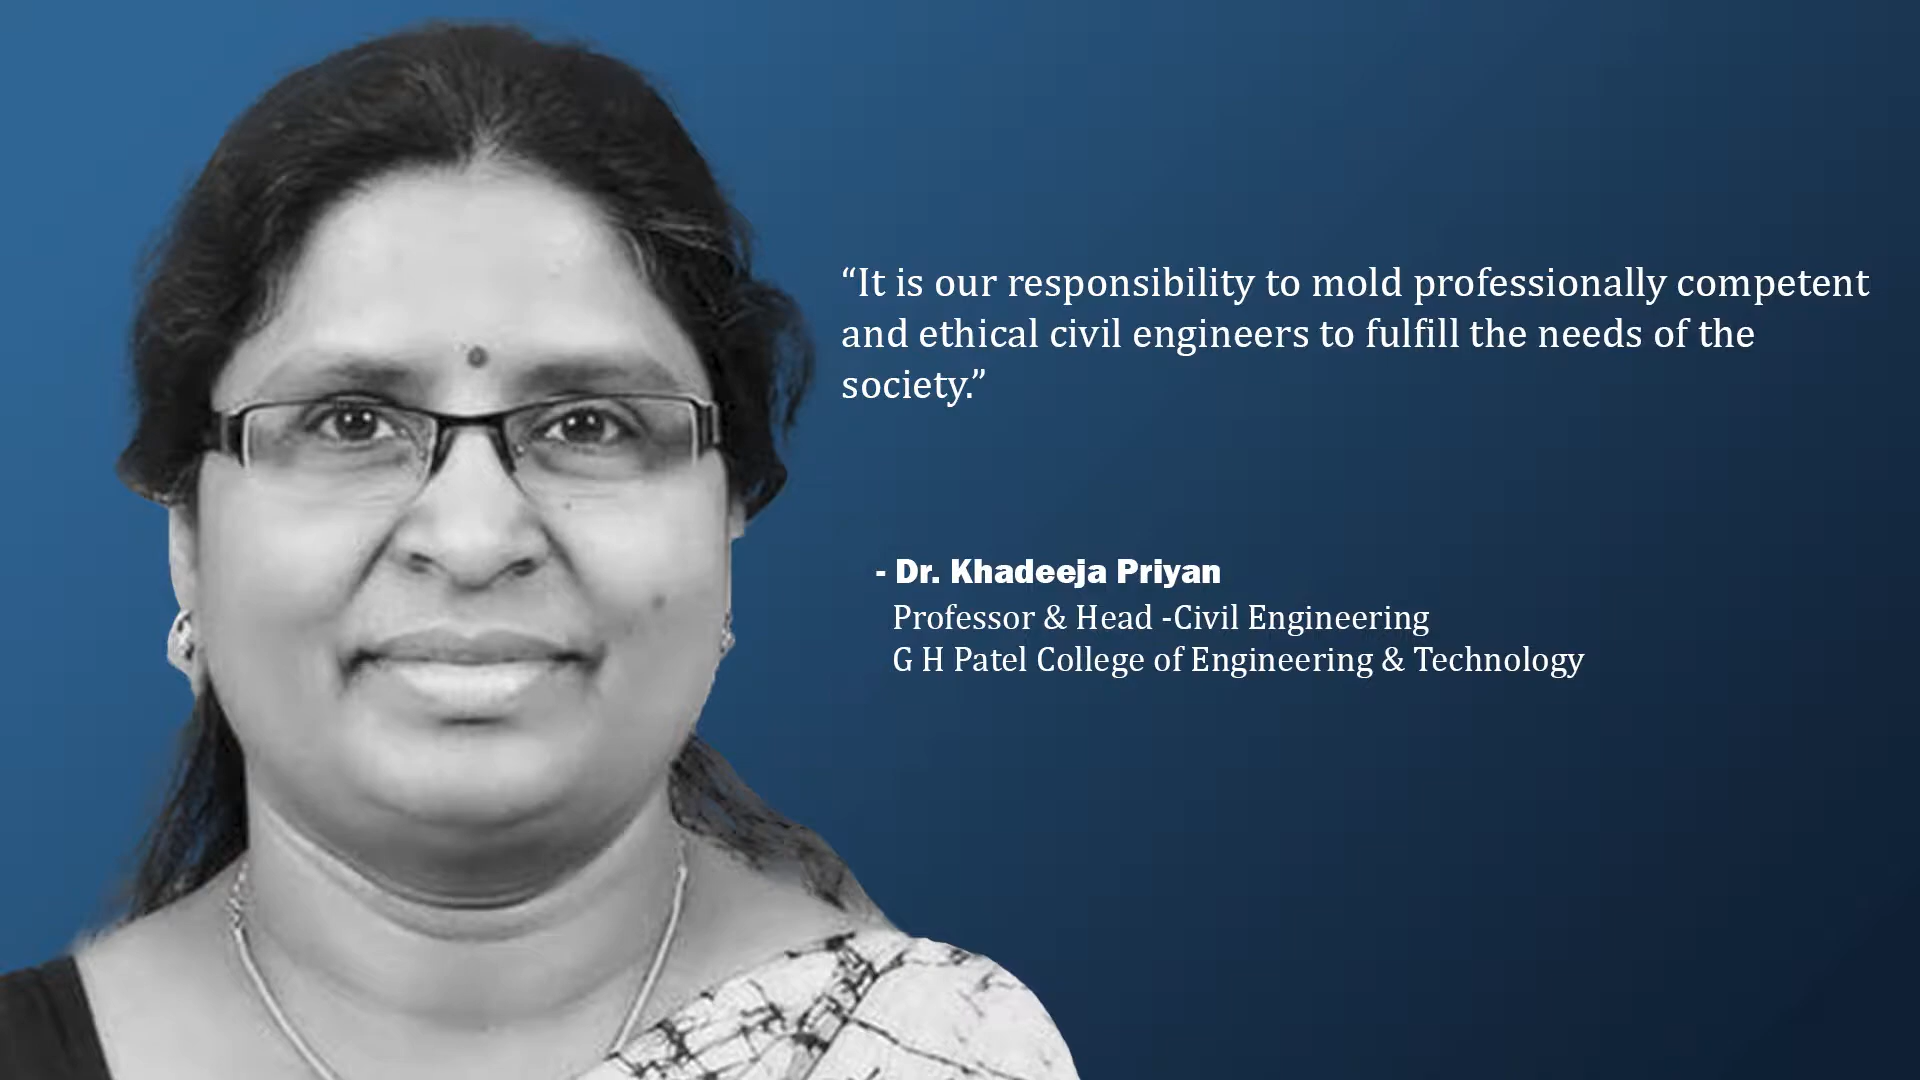 “It is our responsibility to mold professionally competent
and ethical civil engineers to fulfill the needs of the
society.”
- Dr. Khadeeja Priyan
Professor & Head -Civil Engineering
G H Patel College of Engineering & Technology